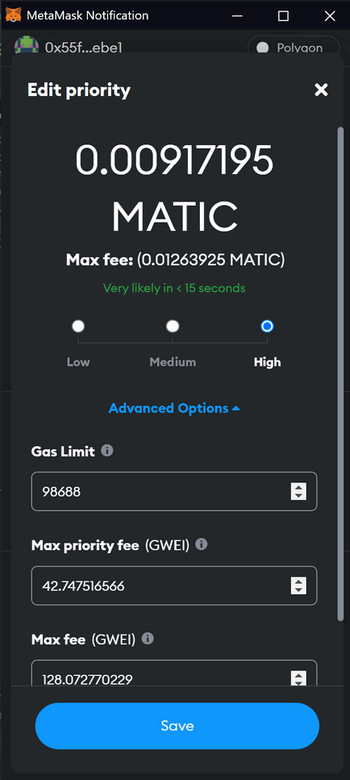 MetaMask Notification
0x55f...ebe1
Polygon
Edit priority
0.00917195
MATIC
Max fee: (0.01263925 MATIC)
Very likely in < 15 seconds
Low Medium High
Advanced Options
Gas Limit
98688
Max priority fee (GWEI)
42.747516566
Max fee (GWEI)
128.072770229
Save